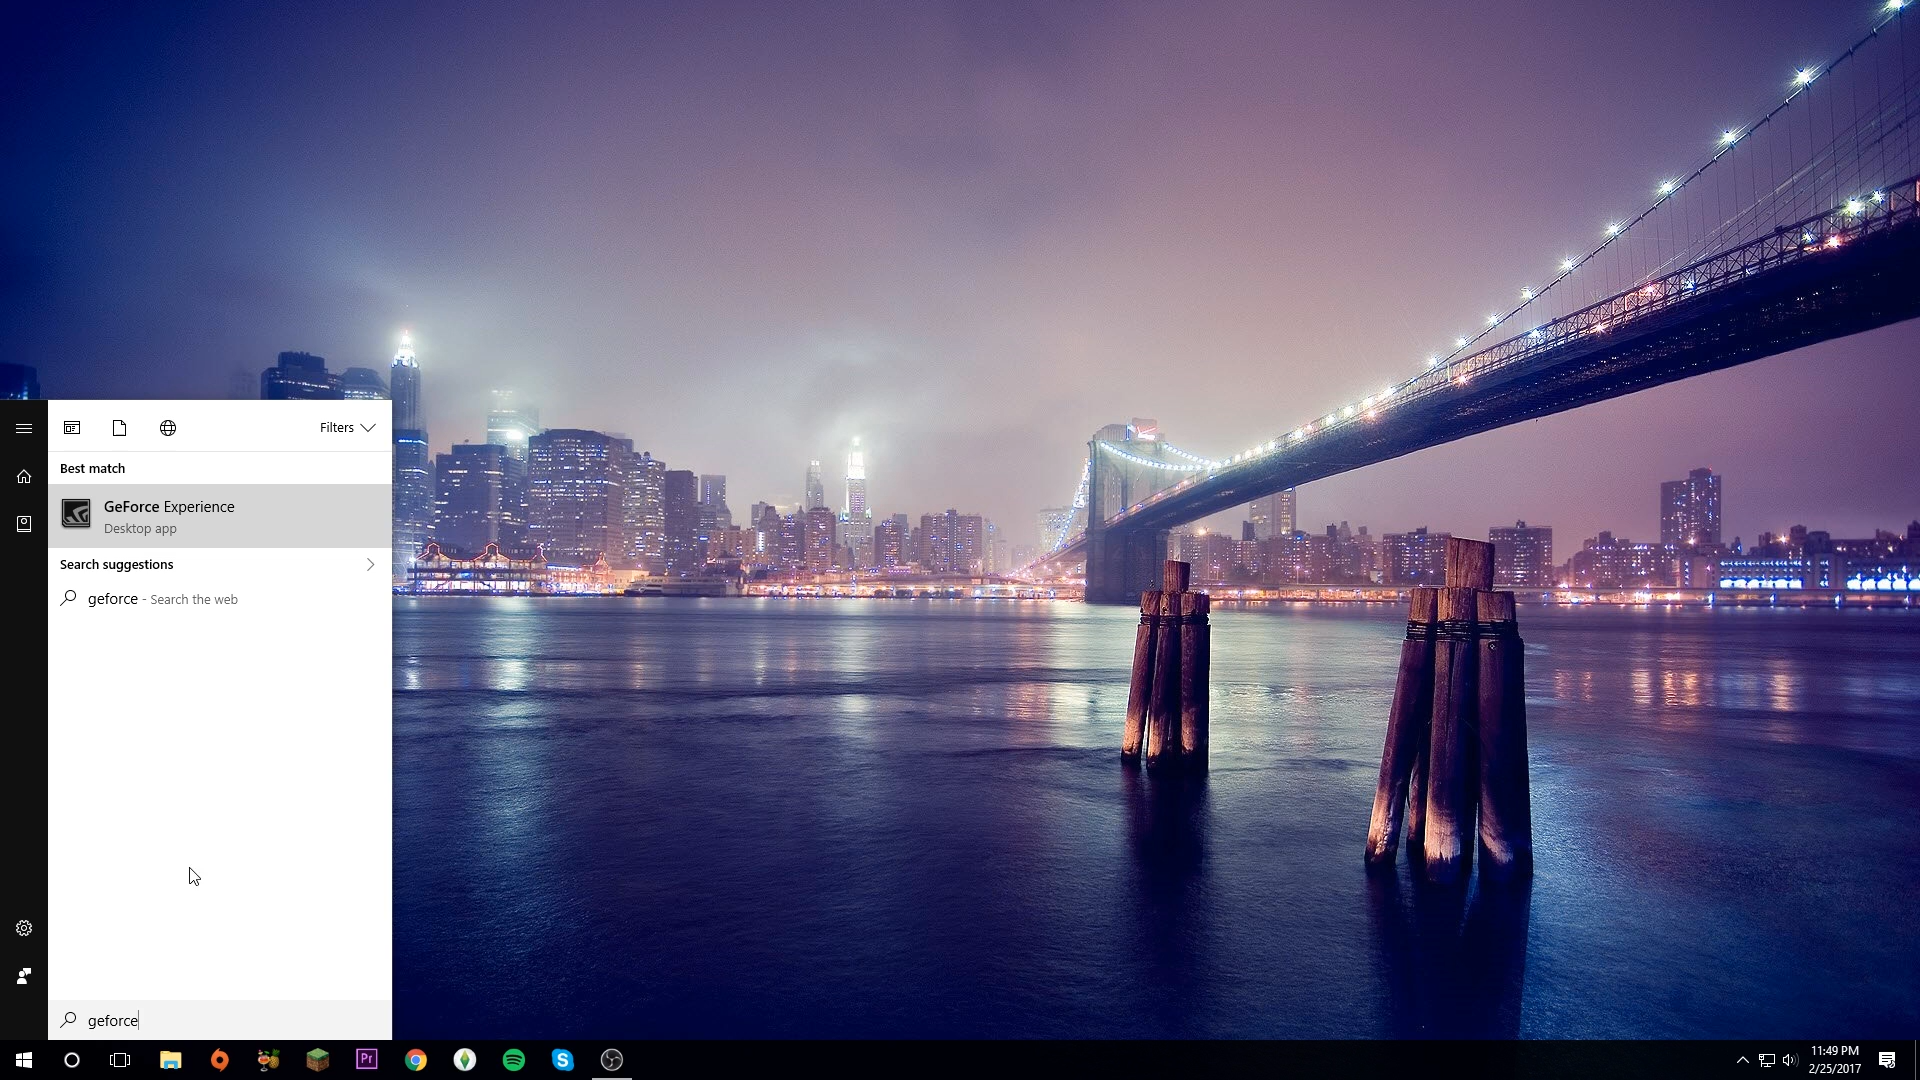 Filters
Best match
GeForce Experience
Desktop app
Search suggestions
geforce - Search the web
geforce
Pr
11:49 PM
2/25/2017